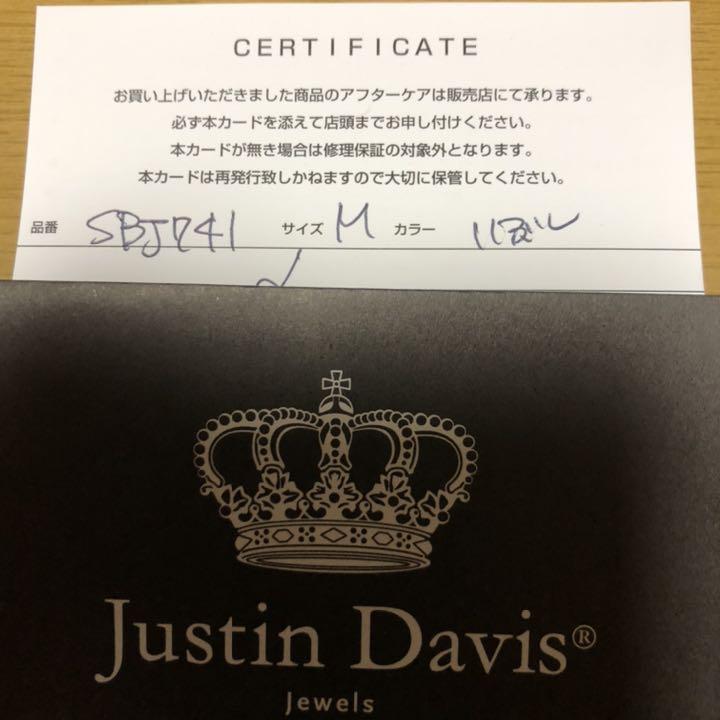 CERTIFICATE
お買い上げいただきました商品のアフターケアは販売店にて承ります。
必ず本カードを添えて店頭までお申し付けください。
本カードが無き場合は修理保証の対象外となります。
本カードは再発行致しかねますので大切に保管してください。
品番 SBJ741 サイズ M カラー
Justin Davis®
Jewels